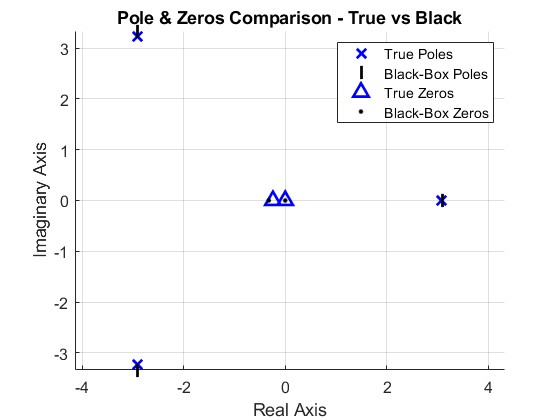 Pole & Zeros Comparison - True vs Black
True Poles
Black-Box Poles
True Zeros
Black-Box Zeros
Imaginary Axis
3
2
1
0
-1
-2
-3
-4
-2
0
2
4
Real Axis